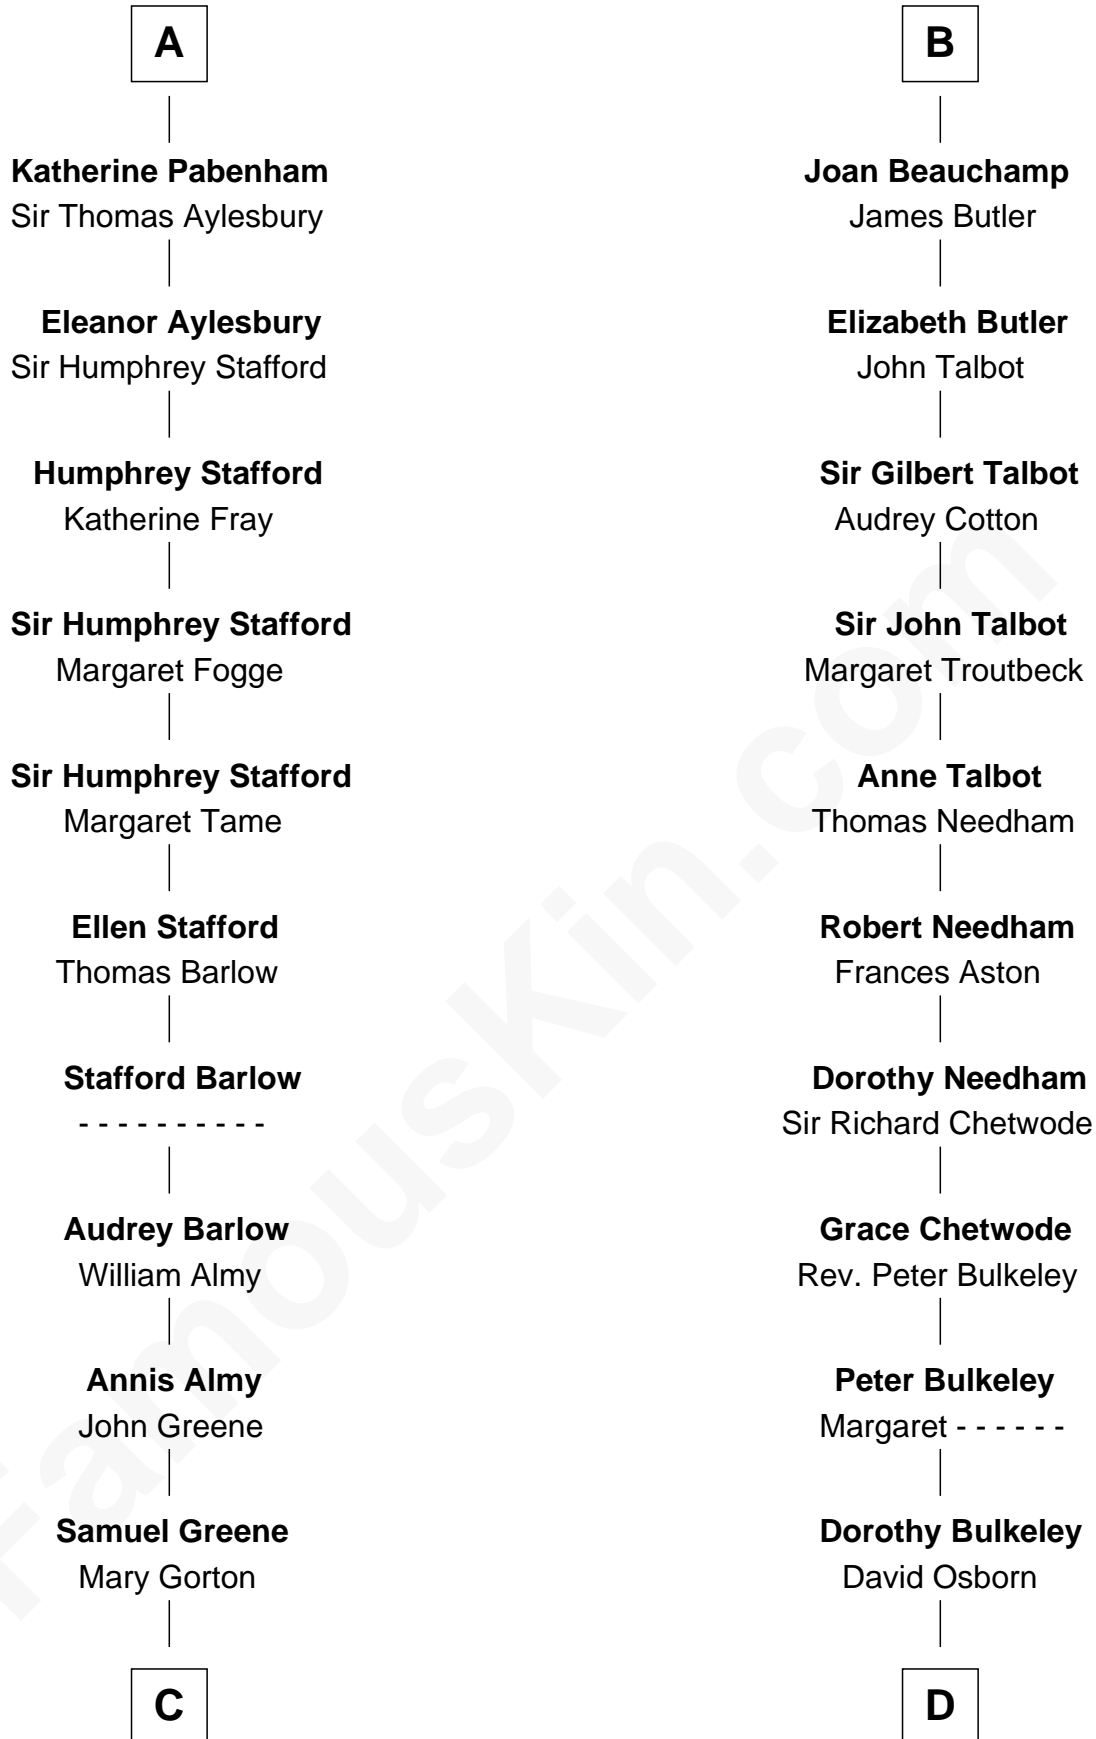 A
Katherine Pabenham
Sir Thomas Aylesbury
Eleanor Aylesbury
Sir Humphrey Stafford
Humphrey Stafford
Katherine Fray
Sir Humphrey Stafford
Margaret Fogge
Sir Humphrey Stafford
Margaret Tame
Ellen Stafford
Thomas Barlow
Stafford Barlow
- - - - - - - - - -
Audrey Barlow
William Almy
Annis Almy
John Greene
Samuel Greene
Mary Gorton
C
B
Joan Beauchamp
James Butler
Elizabeth Butler
John Talbot
Sir Gilbert Talbot
Audrey Cotton
Sir John Talbot
Margaret Troutbeck
Anne Talbot
Thomas Needham
Robert Needham
Frances Aston
Dorothy Needham
Sir Richard Chetwode
Grace Chetwode
Rev. Peter Bulkeley
Peter Bulkeley
Margaret - - - - - -
Dorothy Bulkeley
David Osborn
D
FamousKin.com